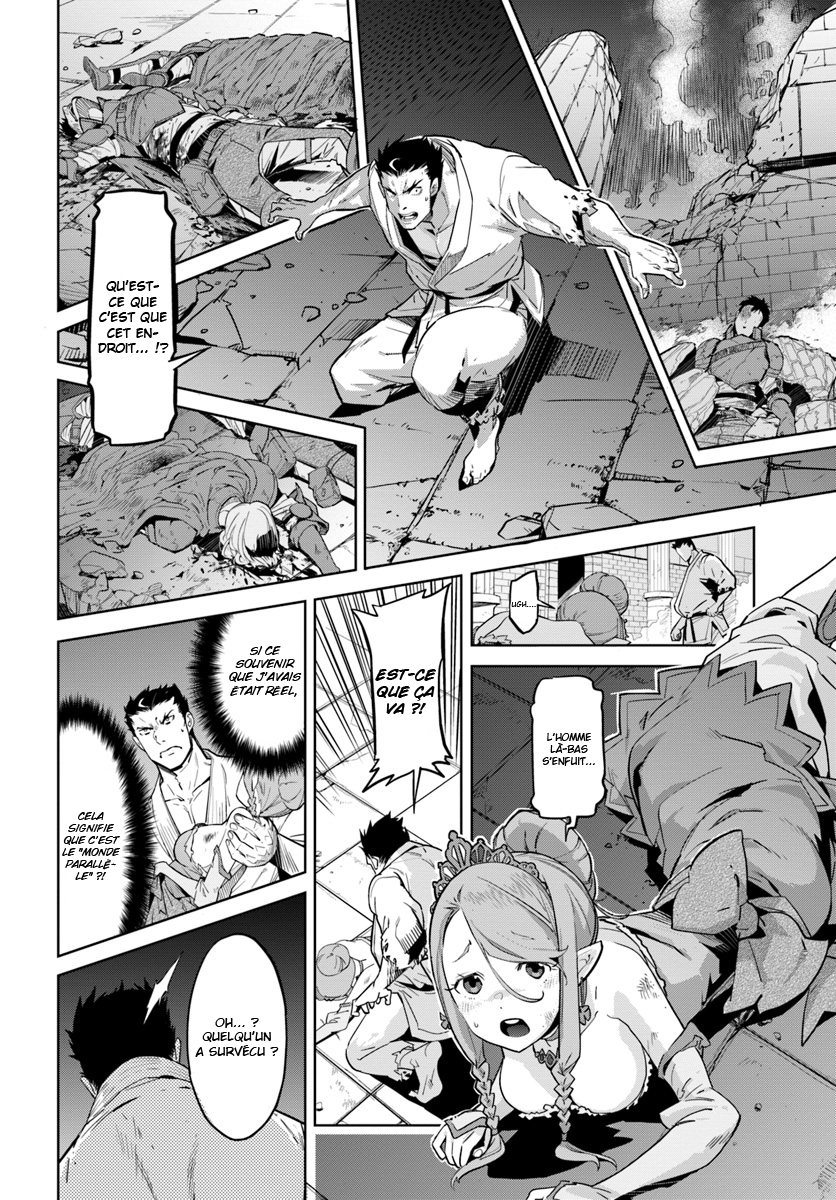 QU'EST-
CE QUE
C'EST QUE
CET EN-
DROIT... !?
UGH....
L'HOMME
LÀ-BAS
S'ENFUIT...
EST-CE
QUE ÇA
VA ?!
SI CE
SOUVENIR
QUE J'AVAIS
ÉTAIT REEL,
CELA
SIGNIFIE
QUE C'EST
LE "MONDE
PARALLÈ-
LE" ?!
OH... ?
QUELQU'UN
A SURVÉCU ?